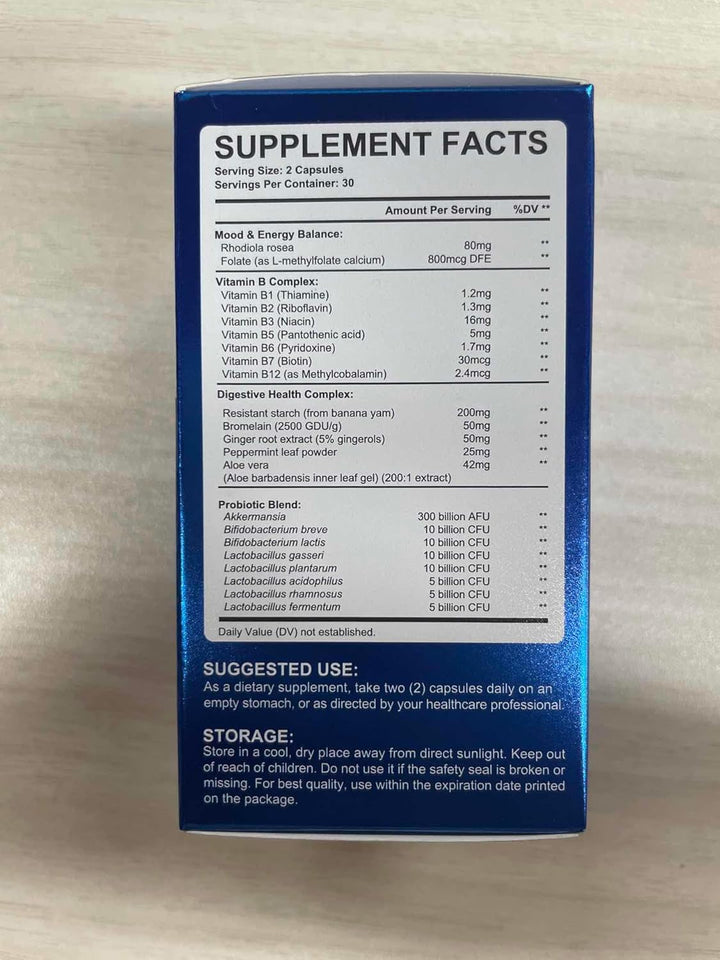 SUPPLEMENT FACTS
Serving Size: 2 Capsules
Servings Per Container: 30
Amount Per Serving %DV **
Mood & Energy Balance:
Rhodiola rosea 80mg **
Folate (as L-methylfolate calcium) 800mcg DFE **
Vitamin B Complex:
Vitamin B1 (Thiamine) 1.2mg **
Vitamin B2 (Riboflavin) 1.3mg **
Vitamin B3 (Niacin) 16mg **
Vitamin B5 (Pantothenic acid) 5mg **
Vitamin B6 (Pyridoxine) 1.7mg **
Vitamin B7 (Biotin) 30mcg **
Vitamin B12 (as Methylcobalamin) 2.4mcg **
Digestive Health Complex:
Resistant starch (from banana yam) 200mg **
Bromelain (2500 GDU/g) 50mg **
Ginger root extract (5% gingerols) 50mg **
Peppermint leaf powder 25mg **
Aloe vera 42mg **
(Aloe barbadensis inner leaf gel) (200:1 extract)
Probiotic Blend:
Akkermansia 300 billion AFU **
Bifidobacterium breve 10 billion CFU **
Bifidobacterium lactis 10 billion CFU **
Lactobacillus gasseri 10 billion CFU **
Lactobacillus plantarum 10 billion CFU **
Lactobacillus acidophilus 5 billion CFU **
Lactobacillus rhamnosus 5 billion CFU **
Lactobacillus fermentum 5 billion CFU **
Daily Value (DV) not established.
SUGGESTED USE:
As a dietary supplement, take two (2) capsules daily on an
empty stomach, or as directed by your healthcare professional.
STORAGE:
Store in a cool, dry place away from direct sunlight. Keep out
of reach of children. Do not use it if the safety seal is broken or
missing. For best quality, use within the expiration date printed
on the package.